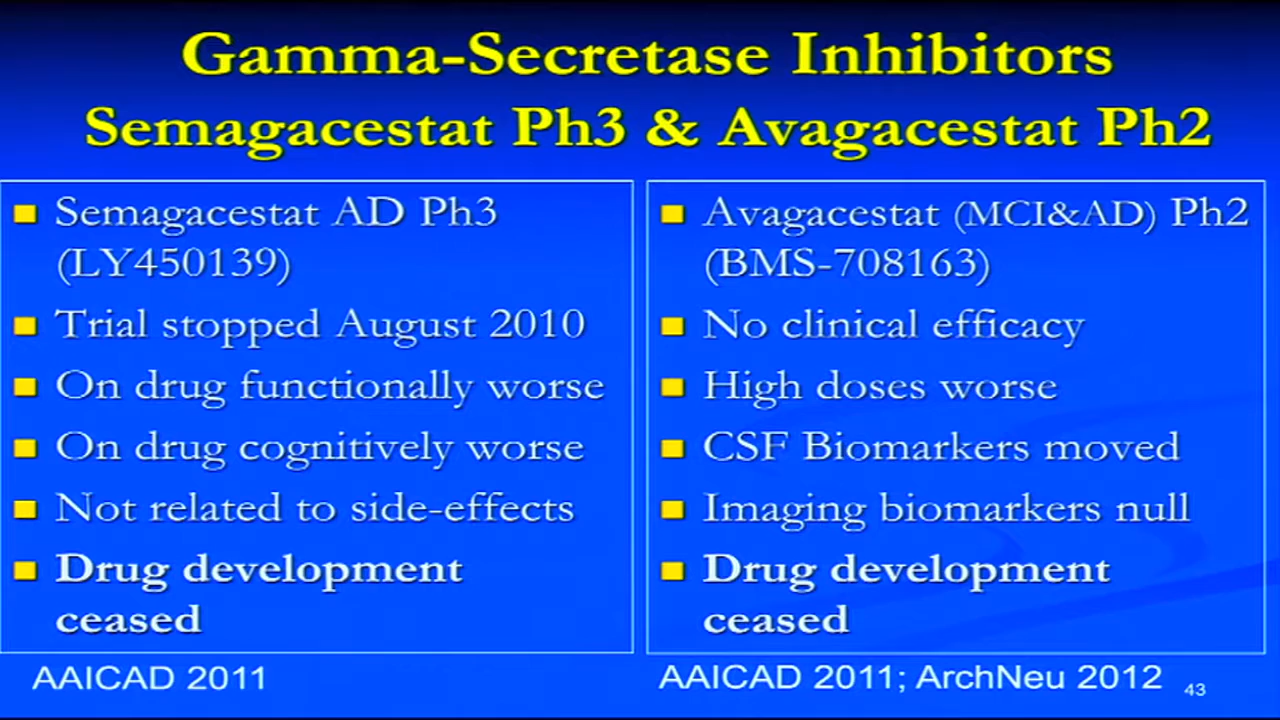 Gamma-Secretase Inhibitors
Semagacestat Ph3 & Avagacestat Ph2
Semagacestat AD Ph3
(LY450139)
Trial stopped August 2010
On drug functionally worse
On drug cognitively worse
Not related to side-effects
Drug development
ceased
AAICAD 2011
Avagacestat (MCI&AD) Ph2
(BMS-708163)
No clinical efficacy
High doses worse
CSF Biomarkers moved
Imaging biomarkers null
Drug development
ceased
AAICAD 2011; ArchNeu 2012
43